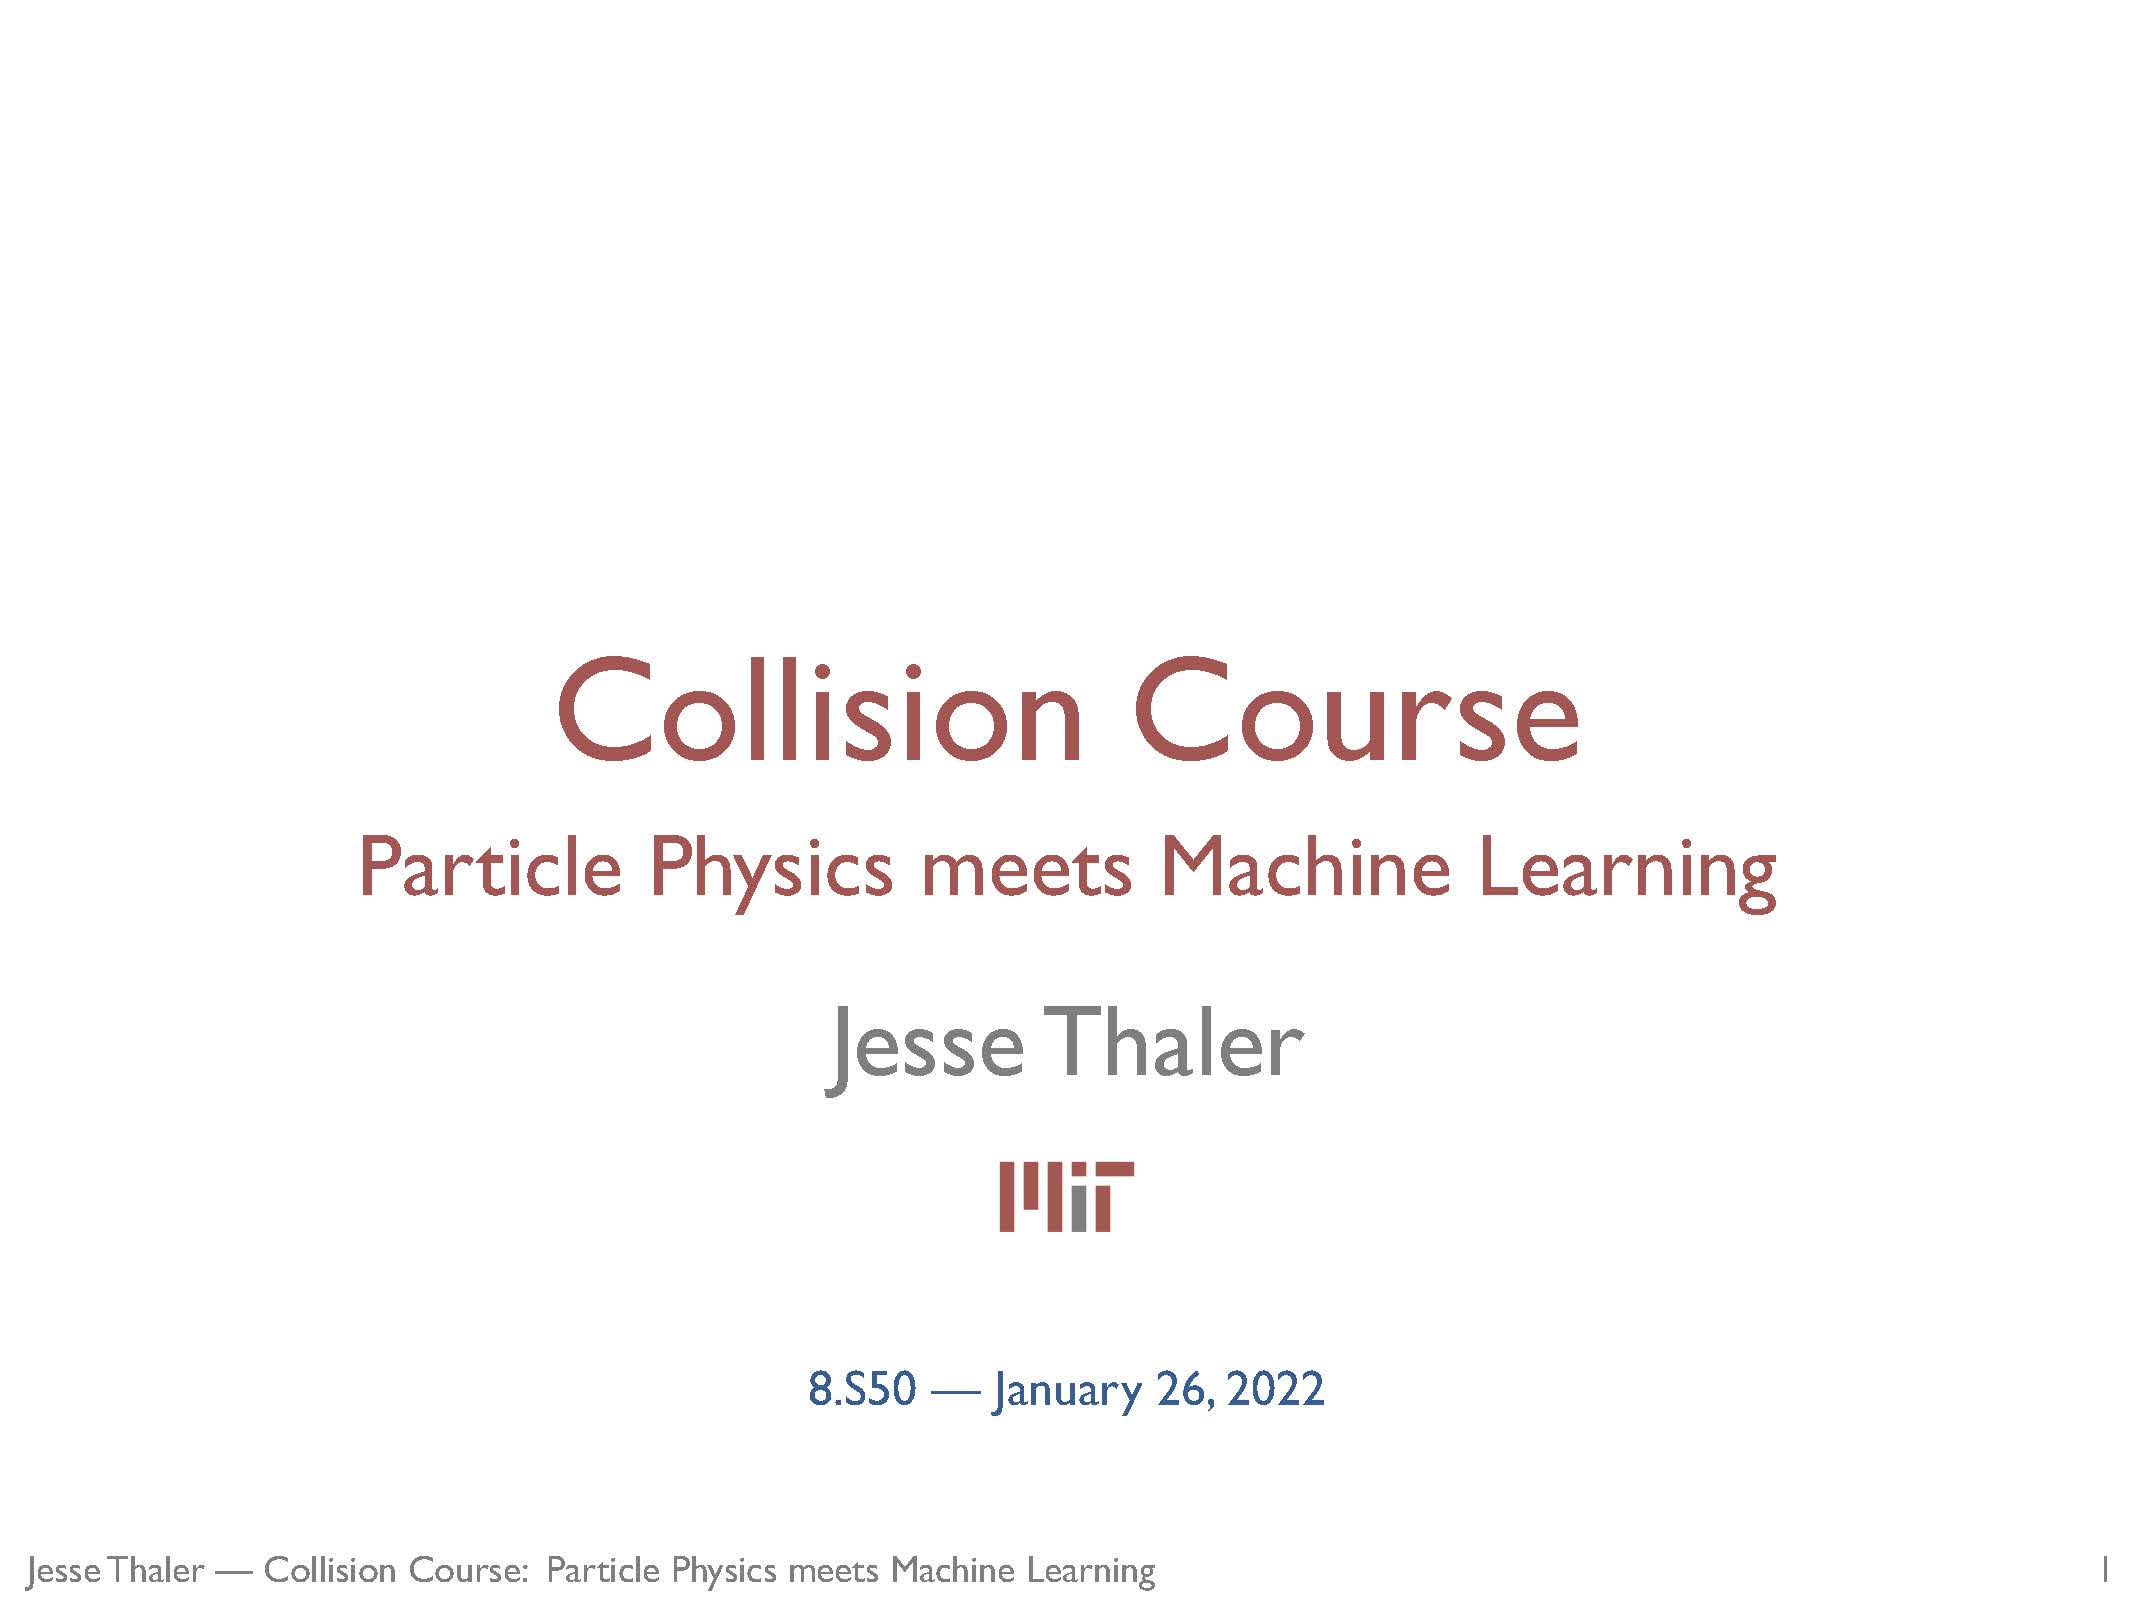 Collision Course
Particle Physics meets Machine Learning
Jesse Thaler
MIT
8.S50 — January 26, 2022
Jesse Thaler — Collision Course: Particle Physics meets Machine Learning
1